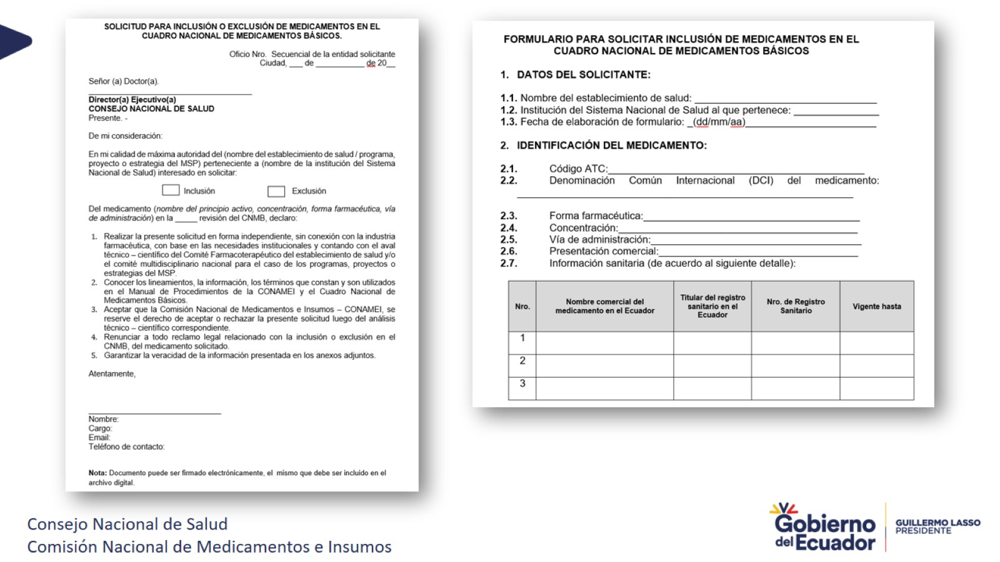 SOLICITUD PARA INCLUSIÓN O EXCLUSIÓN DE MEDICAMENTOS EN EL
CUADRO NACIONAL DE MEDICAMENTOS BÁSICOS.
Oficio Nro. Secuencial de la entidad solicitante
Ciudad, ___ de ___________ de 20__
Señor (a) Doctor(a).
Director(a) Ejecutivo(a)
CONSEJO NACIONAL DE SALUD
Presente. -
De mi consideración:
En mi calidad de máxima autoridad del (nombre del establecimiento de salud / programa,
proyecto o estrategia del MSP) perteneciente a (nombre de la institución del Sistema
Nacional de Salud) interesado en solicitar:
Inclusión Exclusión
Del medicamento (nombre del principio activo, concentración, forma farmacéutica, vía
de administración) en la _____ revisión del CNMB, declaro:
1. Realizar la presente solicitud en forma independiente, sin conexión con la industria
farmacéutica, con base en las necesidades institucionales y contando con el aval
técnico – científico del Comité Farmacoterapéutico del establecimiento de salud y/o
el comité multidisciplinario nacional para el caso de los programas, proyectos o
estrategias del MSP.
2. Conocer los lineamientos, la información, los términos que constan y son utilizados
en el Manual de Procedimientos de la CONAMEI y el Cuadro Nacional de
Medicamentos Básicos.
3. Aceptar que la Comisión Nacional de Medicamentos e Insumos – CONAMEI, se
reserve el derecho de aceptar o rechazar la presente solicitud luego del análisis
técnico – científico correspondiente.
4. Renunciar a todo reclamo legal relacionado con la inclusión o exclusión en el
CNMB, del medicamento solicitado.
5. Garantizar la veracidad de la información presentada en los anexos adjuntos.
Atentamente,
Nombre:
Cargo:
Email:
Teléfono de contacto:
Nota: Documento puede ser firmado electrónicamente, el mismo que debe ser incluido en el
archivo digital.
FORMULARIO PARA SOLICITAR INCLUSIÓN DE MEDICAMENTOS EN EL
CUADRO NACIONAL DE MEDICAMENTOS BÁSICOS
1. DATOS DEL SOLICITANTE:
1.1. Nombre del establecimiento de salud: ____________
1.2. Institución del Sistema Nacional de Salud al que pertenece: ____________
1.3. Fecha de elaboración de formulario: _(dd/mm/aa)____________
2. IDENTIFICACIÓN DEL MEDICAMENTO:
2.1. Código ATC:____________
2.2. Denominación Común Internacional (DCI) del medicamento:
2.3. Forma farmacéutica:____________
2.4. Concentración:____________
2.5. Vía de administración:____________
2.6. Presentación comercial:____________
2.7. Información sanitaria (de acuerdo al siguiente detalle):
Nro. Nombre comercial del medicamento en el Ecuador Titular del registro sanitario en el Ecuador Nro. de Registro Sanitario Vigente hasta
1
2
3
Consejo Nacional de Salud
Comisión Nacional de Medicamentos e Insumos
Gobierno
del Ecuador
GUILLERMO LASSO
PRESIDENTE